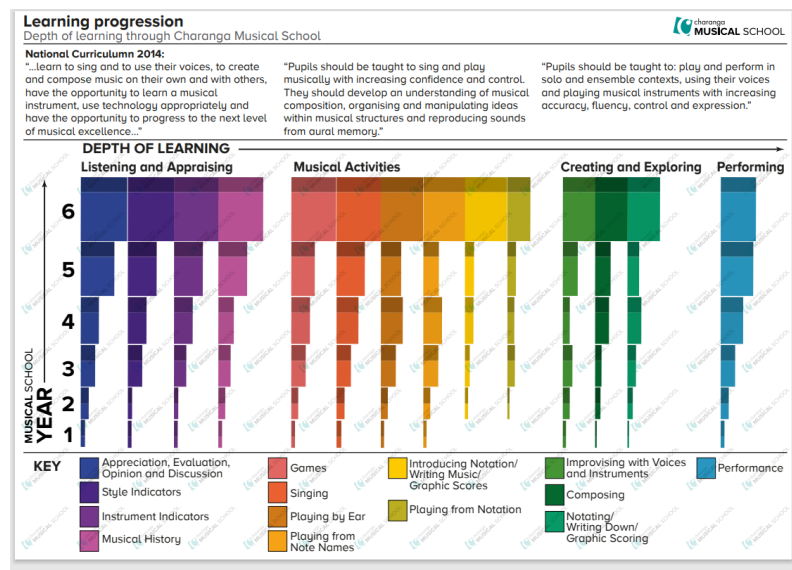 Learning progression
Depth of learning through Charanga Musical School
charanga
MUSICAL SCHOOL
National Curriculumn 2014:
"...learn to sing and to use their voices, to create
and compose music on their own and with others,
have the opportunity to learn a musical
instrument, use technology appropriately and
have the opportunity to progress to the next level
of musical excellence..."
"Pupils should be taught to sing and play
musically with increasing confidence and control.
They should develop an understanding of musical
composition, organising and manipulating ideas
within musical structures and reproducing sounds
from aural memory."
"Pupils should be taught to: play and perform in
solo and ensemble contexts, using their voices
and playing musical instruments with increasing
accuracy, fluency, control and expression."
DEPTH OF LEARNING
Listening and Appraising
Musical Activities
Creating and Exploring
Performing
6
5
4
3
2
1
MUSICAL SCHOOL
YEAR
KEY
Appreciation, Evaluation,
Opinion and Discussion
Style Indicators
Instrument Indicators
Musical History
Games
Singing
Playing by Ear
Playing from
Note Names
Introducing Notation/
Writing Music/
Graphic Scores
Playing from Notation
Improvising with Voices
and Instruments
Composing
Notating/
Writing Down/
Graphic Scoring
Performance